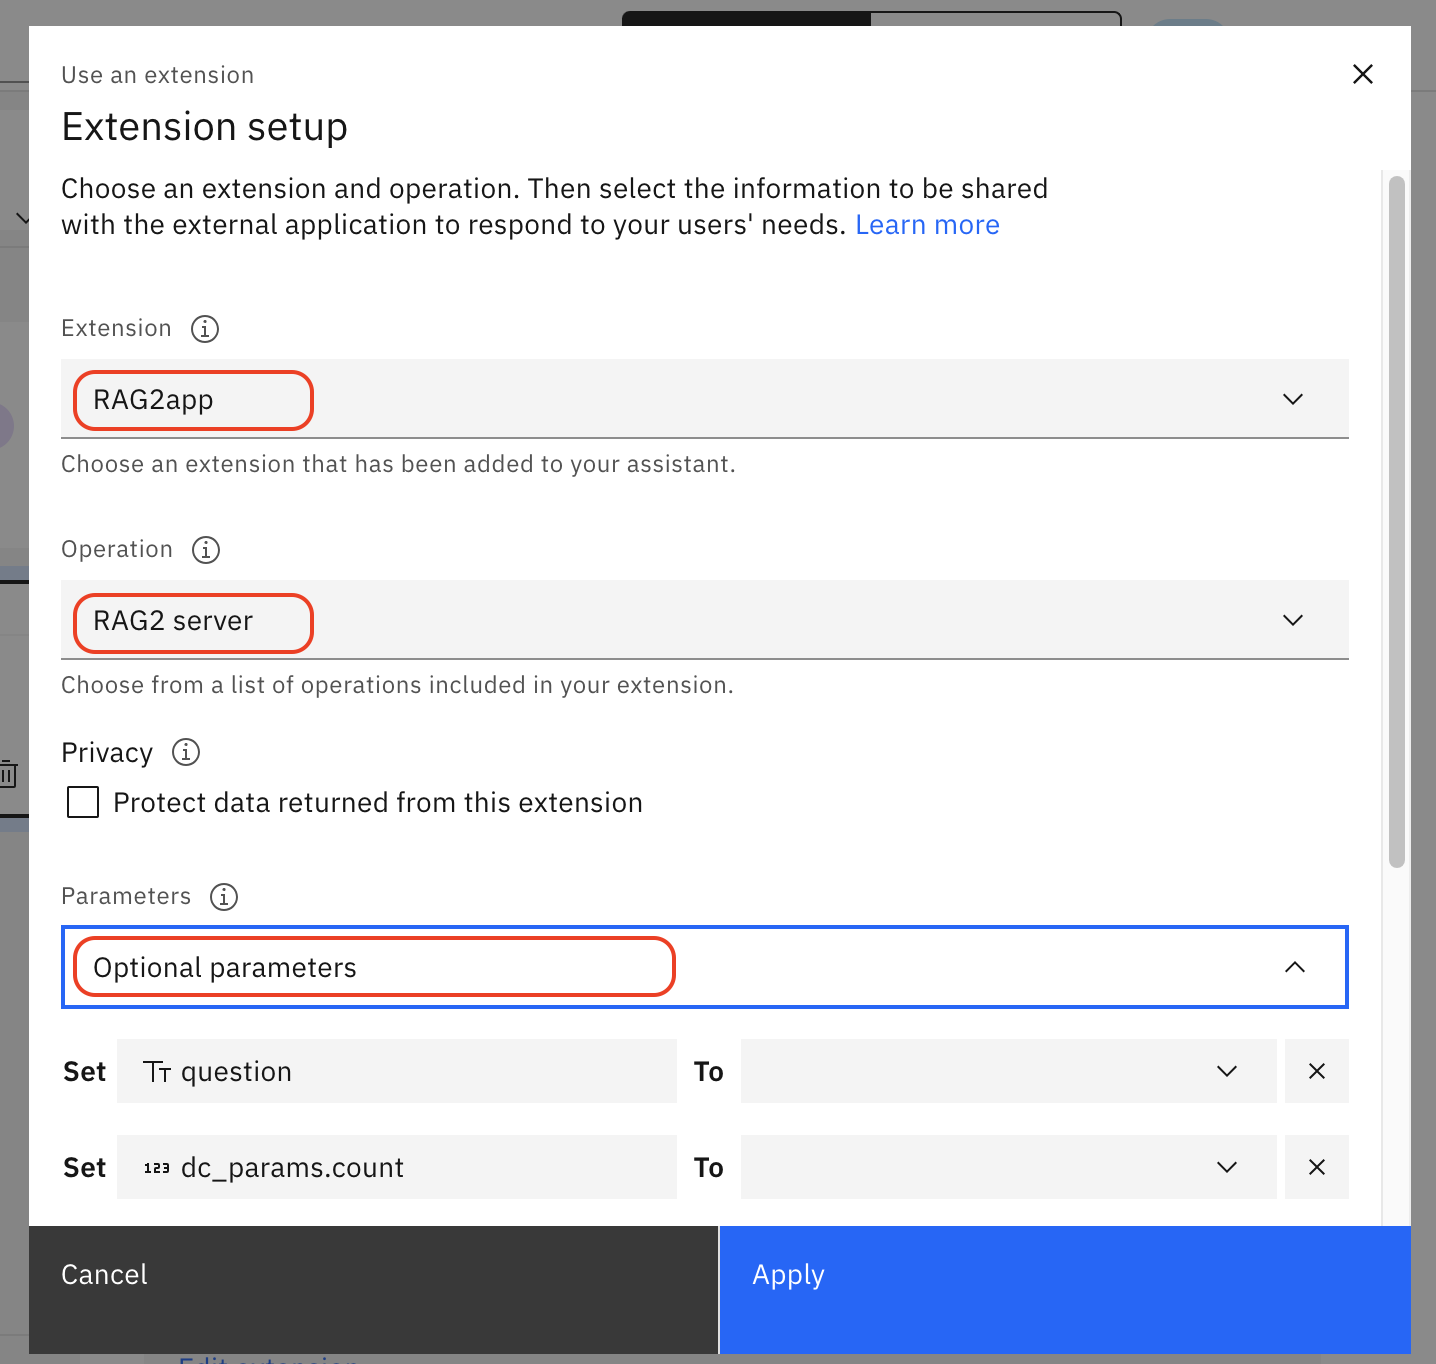 Use an extension
Extension setup
Choose an extension and operation. Then select the information to be shared
with the external application to respond to your users' needs. Learn more
Extension
RAG2app
Choose an extension that has been added to your assistant.
Operation
RAG2 server
Choose from a list of operations included in your extension.
Privacy
Protect data returned from this extension
Parameters
Optional parameters
Set Tт question To
Set 123 dc_params.count To
Cancel Apply
Edit extension